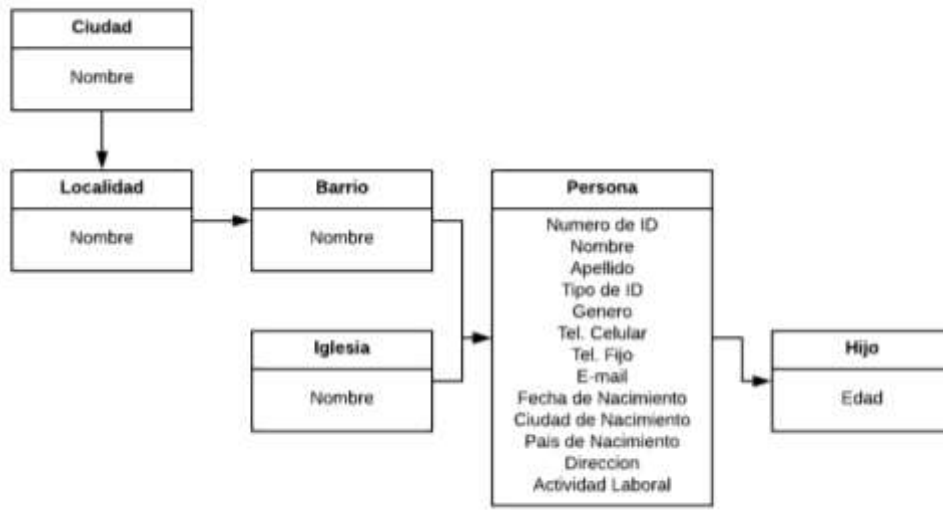 Ciudad
Nombre
Localidad
Nombre
Barrio
Nombre
Persona
Numero de ID
Nombre
Apellido
Tipo de ID
Genero
Tel. Celular
Tel. Fijo
E-mail
Fecha de Nacimiento
Ciudad de Nacimiento
Pais de Nacimiento
Direccion
Actividad Laboral
Iglesia
Nombre
Hijo
Edad